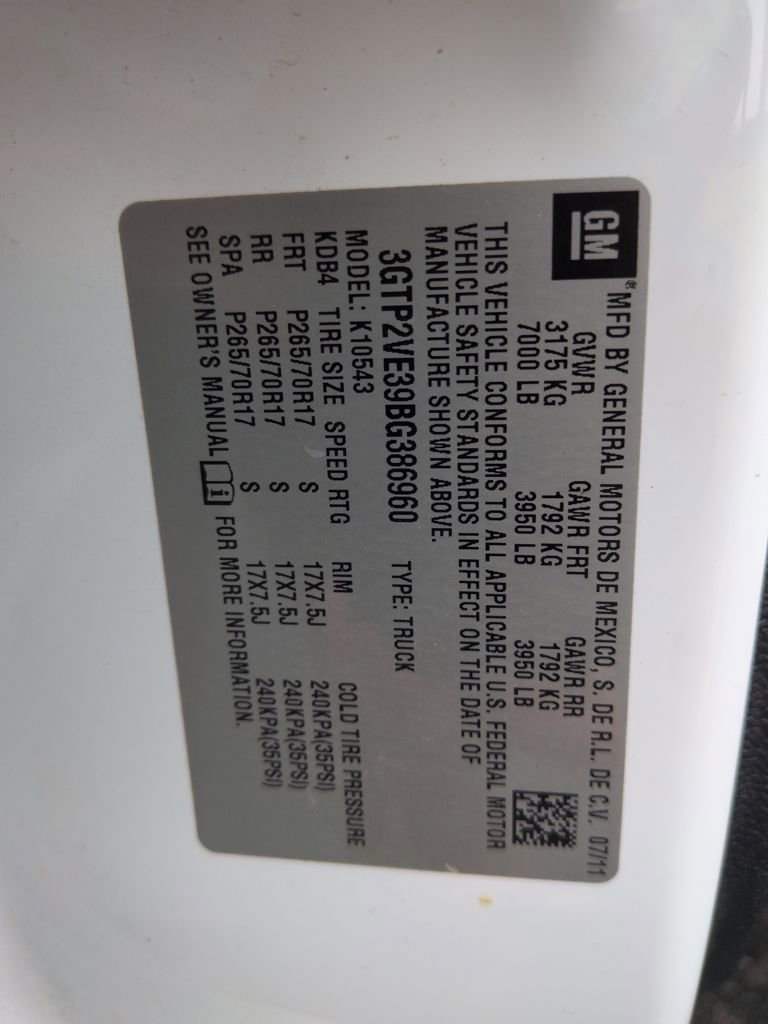 GM
® MFD BY GENERAL MOTORS DE MEXICO, S. DE R.L. DE C.V. 07/11
GVWR GAWR FRT GAWR RR
3175 KG 1792 KG 1792 KG
7000 LB 3950 LB 3950 LB
THIS VEHICLE CONFORMS TO ALL APPLICABLE U.S. FEDERAL MOTOR
VEHICLE SAFETY STANDARDS IN EFFECT ON THE DATE OF
MANUFACTURE SHOWN ABOVE.
3GTP2VE39BG386960 TYPE: TRUCK
MODEL: K10543
KDB4 TIRE SIZE SPEED RTG RIM COLD TIRE PRESSURE
FRT P265/70R17 S 17X7.5J 240KPA(35PSI)
RR P265/70R17 S 17X7.5J 240KPA(35PSI)
SPA P265/70R17 S 17X7.5J 240KPA(35PSI)
SEE OWNER'S MANUAL i FOR MORE INFORMATION.